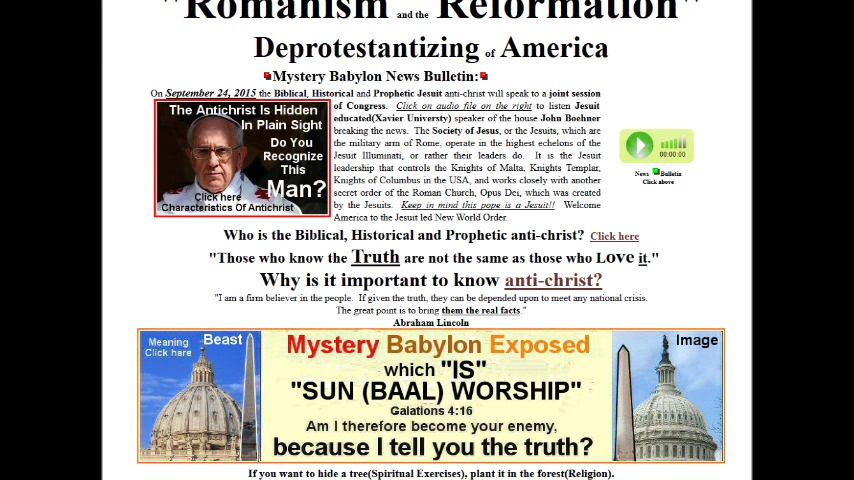 "Romanism and the Reformation"
Deprotestantizing of America
Mystery Babylon News Bulletin:
On September 24, 2015 the Biblical, Historical and Prophetic Jesuit anti-christ will speak to a joint session
of Congress. Click on audio file on the right to listen Jesuit
educated(Xavier Universty) speaker of the house John Boehner
breaking the news. The Society of Jesus, or the Jesuits, which are
the military arm of Rome, operate in the highest echelons of the
Jesuit Illuminati, or rather their leaders do. It is the Jesuit
leadership that controls the Knights of Malta, Knights Templar,
Knights of Columbus in the USA, and works closely with another
secret order of the Roman Church, Opus Dei, which was created
by the Jesuits. Keep in mind this pope is a Jesuit!! Welcome
America to the Jesuit led New World Order.
The Antichrist Is Hidden
In Plain Sight
Do You
Recognize
This
Man?
Click here
Characteristics Of Antichrist
00:00:00
News Bulletin
Click above
Who is the Biblical, Historical and Prophetic anti-christ? Click here
"Those who know the Truth are not the same as those who Love it."
Why is it important to know anti-christ?
"I am a firm believer in the people. If given the truth, they can be depended upon to meet any national crisis.
The great point is to bring them the real facts."
Abraham Lincoln
Meaning
Click here
Beast
Mystery Babylon Exposed
which "IS"
"SUN (BAAL) WORSHIP"
Galations 4:16
Am I therefore become your enemy,
because I tell you the truth?
Image
If you want to hide a tree(Spiritual Exercises), plant it in the forest(Religion).